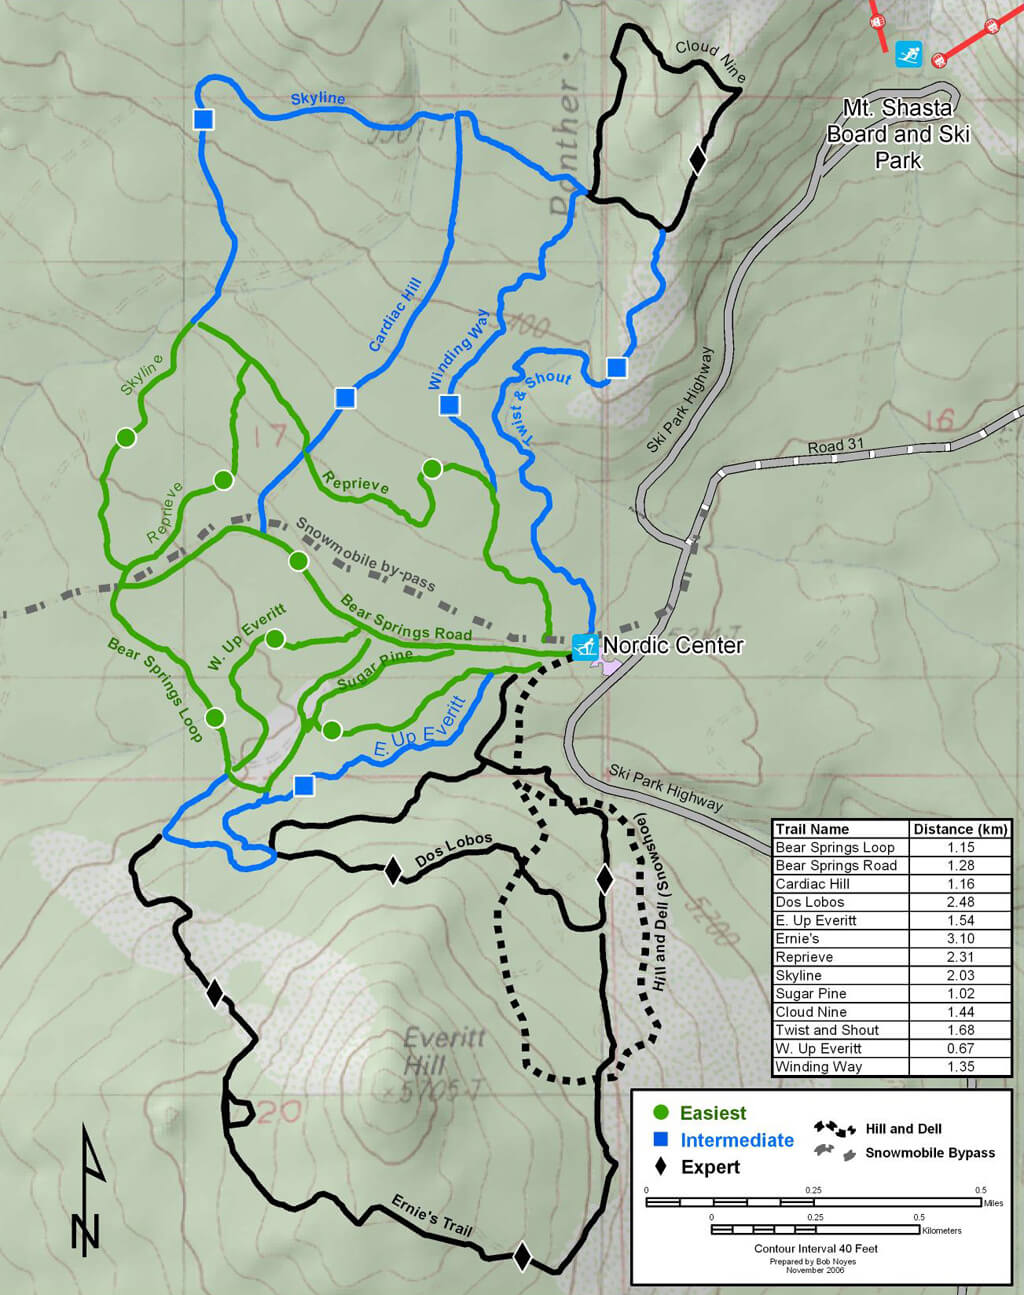 Cloud Nine
Skyline
Mt. Shasta
Board and Ski
Park
Panther
Cardiac Hill
Winding Way
Twist & Shout
Ski Park Highway
Skyline
17
16
Road 31
Reprieve
Reprieve
Snowmobile by-pass
Bear Springs Road
W. Up Everitt
Sugar Pine
Bear Springs Loop
Nordic Center
E. Up Everitt
Ski Park Highway
Dos Lobos
Hill and Dell (Snowshoe)
5200
Everitt
Hill
5705-T
20
Ernie's Trail
N
Trail Name Distance (km)
Bear Springs Loop 1.15
Bear Springs Road 1.28
Cardiac Hill 1.16
Dos Lobos 2.48
E. Up Everitt 1.54
Ernie's 3.10
Reprieve 2.31
Skyline 2.03
Sugar Pine 1.02
Cloud Nine 1.44
Twist and Shout 1.68
W. Up Everitt 0.67
Winding Way 1.35
Easiest
Intermediate
Expert
Hill and Dell
Snowmobile Bypass
0 0.25 0.5
Miles
0 0.25 0.5
Kilometers
Contour Interval 40 Feet
Prepared by Bob Noyes
November 2006